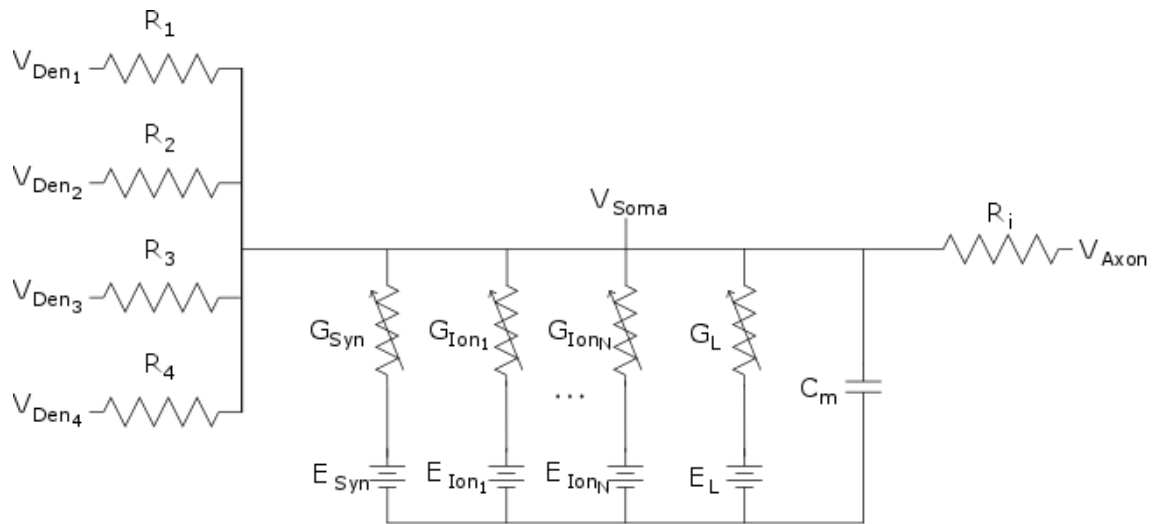 R1
VDen1
R2
VDen2
VSoma
Ri
R3
VAxon
VDen3
GSyn GIon1 GIonN GL
R4
Cm
...
VDen4
ESyn EIon1 EIonN EL